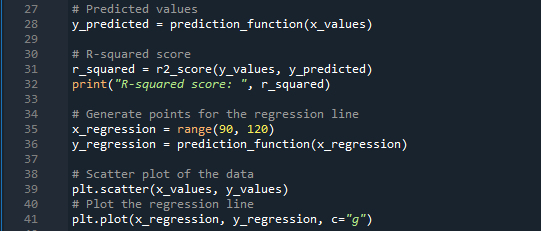 27 # Predicted values
28 y_predicted = prediction_function(x_values)
29
30 # R-squared score
31 r_squared = r2_score(y_values, y_predicted)
32 print("R-squared score: ", r_squared)
33
34 # Generate points for the regression line
35 x_regression = range(90, 120)
36 y_regression = prediction_function(x_regression)
37
38 # Scatter plot of the data
39 plt.scatter(x_values, y_values)
40 # Plot the regression line
41 plt.plot(x_regression, y_regression, c="g")